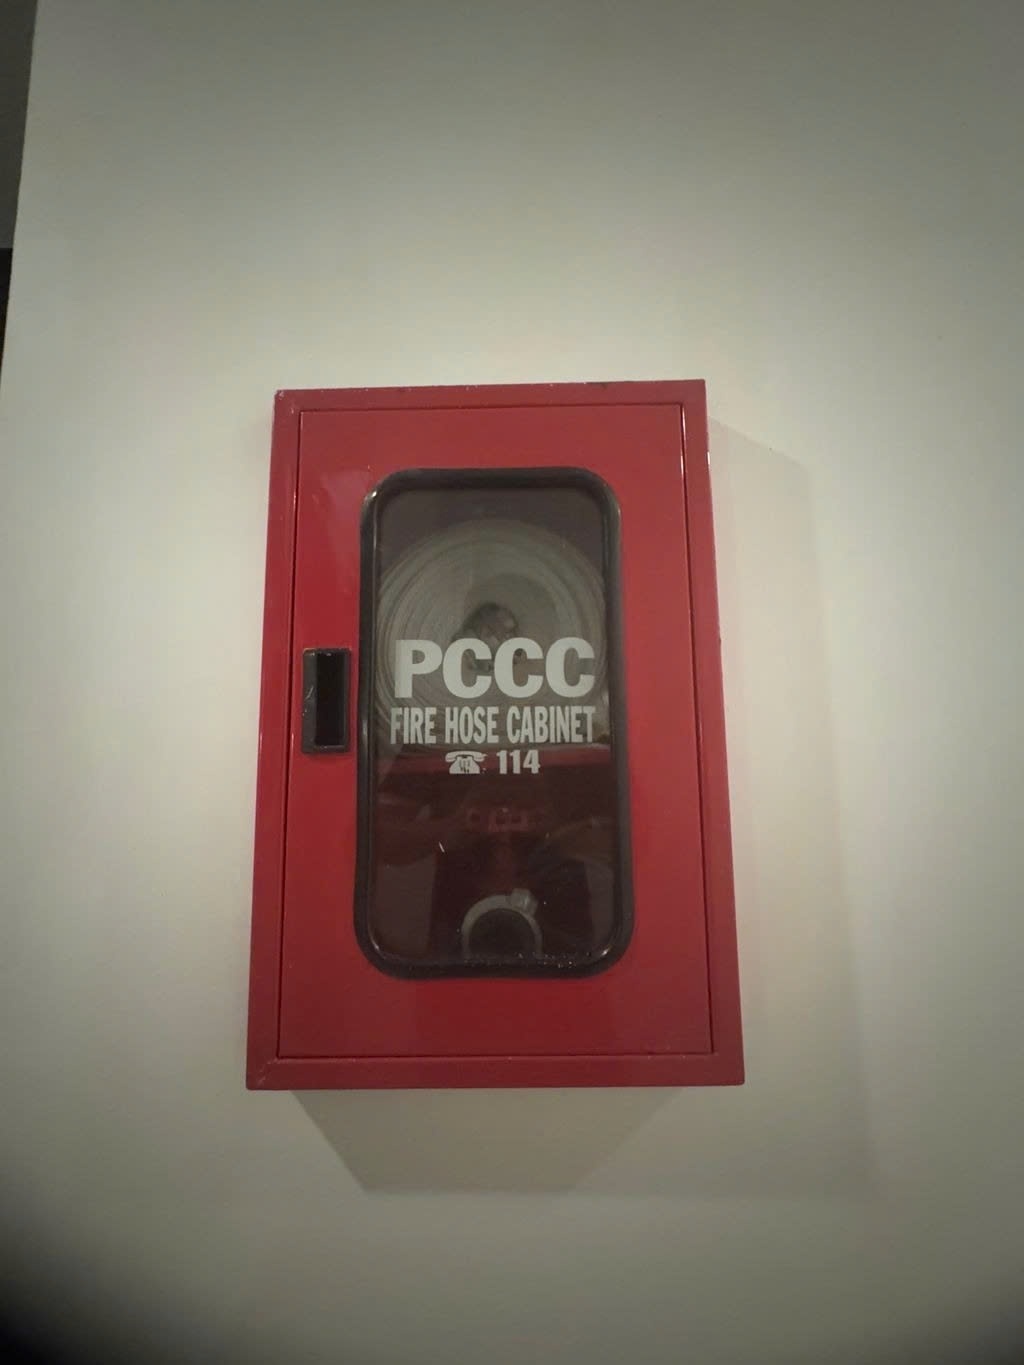 PCCC
FIRE HOSE CABINET
☎ 114